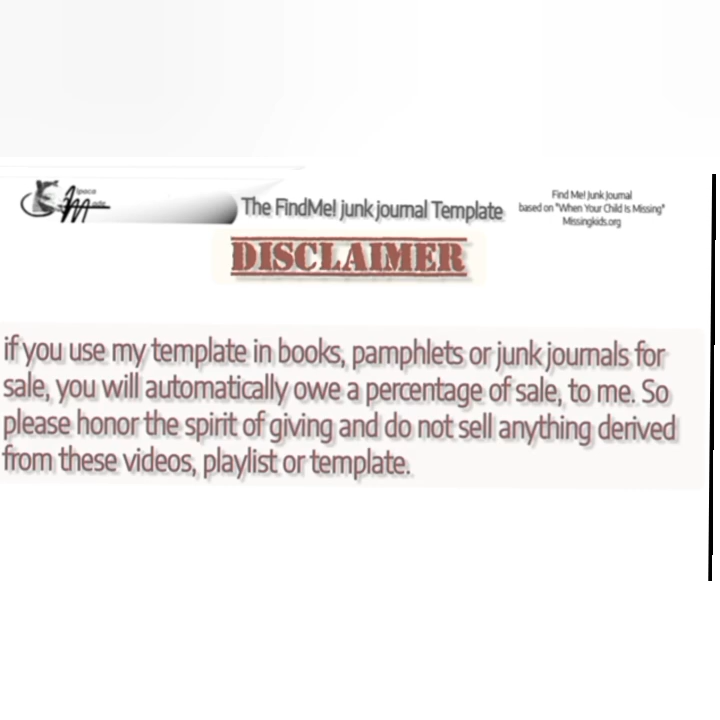 Space
The FindMe! junk journal Template
Find Me! Junk Journal
based on "When Your Child Is Missing"
Missingkids.org
DISCLAIMER
if you use my template in books, pamphlets or junk journals for
sale, you will automatically owe a percentage of sale, to me. So
please honor the spirit of giving and do not sell anything derived
from these videos, playlist or template.